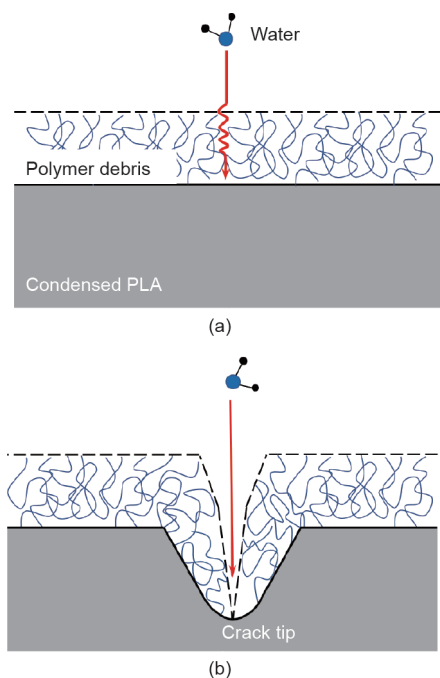 Water
Polymer debris
Condensed PLA
(a)
Crack tip
(b)